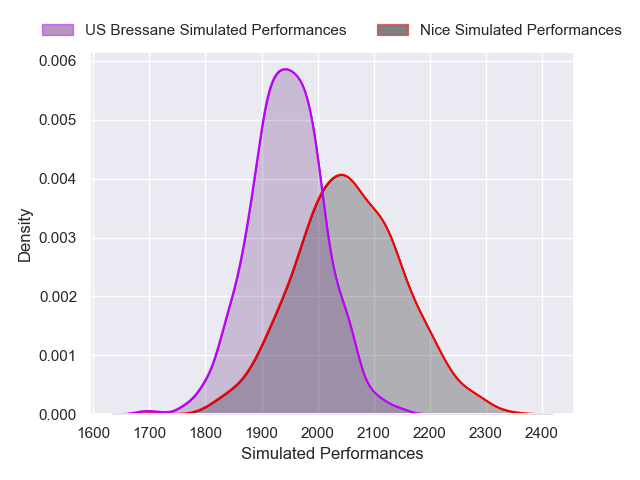 US Bressane Simulated Performances Nice Simulated Performances
0.006
0.005
0.004
0.003
0.002
0.001
0.000
Density
1600 1700 1800 1900 2000 2100 2200 2300 2400
Simulated Performances